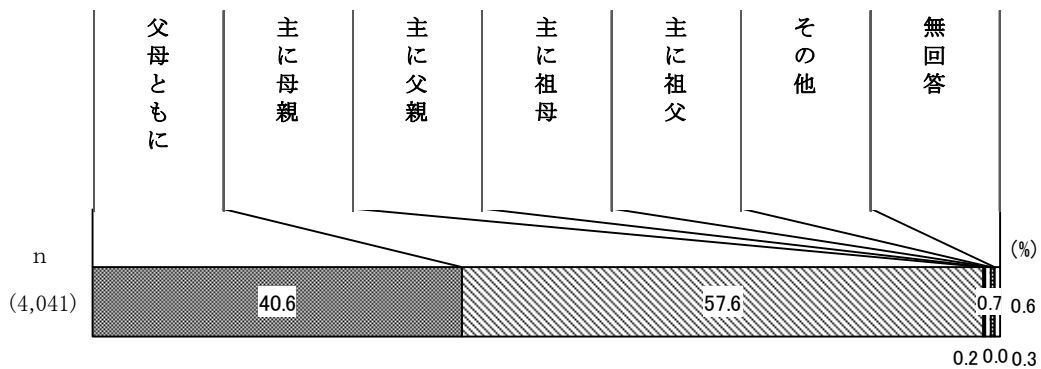 父母ともに
主に母親
主に父親
主に祖母
主に祖父
その他
無回答
(%)
n
(4,041)
40.6
57.6
0.7
0.6
0.2
0.0
0.3